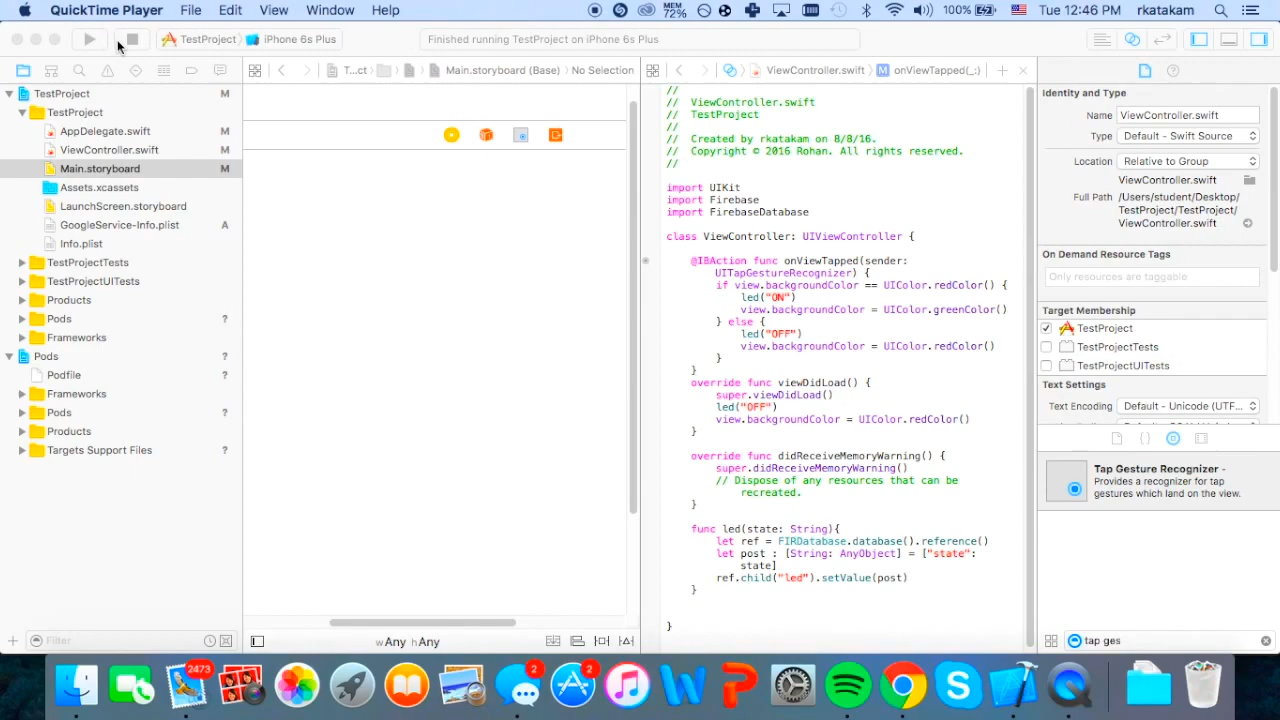 QuickTime Player File Edit View Window Help
MEM 72% 100% Tue 12:46 PM rkatakam
TestProject iPhone 6s Plus
Finished running TestProject on iPhone 6s Plus
T...ct Main.storyboard (Base) No Selection
ViewController.swift M onViewTapped(_:)
TestProject M
TestProject
AppDelegate.swift M
ViewController.swift M
Main.storyboard M
Assets.xcassets
LaunchScreen.storyboard
GoogleService-Info.plist A
Info.plist
TestProjectTests
TestProjectUITests
Products
Pods ?
Frameworks
Pods ?
Podfile ?
Frameworks ?
Pods ?
Products
Targets Support Files ?
Filter
wAny hAny
//
// ViewController.swift
// TestProject
//
// Created by rkatakam on 8/8/16.
// Copyright © 2016 Rohan. All rights reserved.
//
import UIKit
import Firebase
import FirebaseDatabase
class ViewController: UIViewController {
@IBAction func onViewTapped(sender:
UITapGestureRecognizer) {
if view.backgroundColor == UIColor.redColor() {
led("ON")
view.backgroundColor = UIColor.greenColor()
} else {
led("OFF")
view.backgroundColor = UIColor.redColor()
}
}
override func viewDidLoad() {
super.viewDidLoad()
led("OFF")
view.backgroundColor = UIColor.redColor()
}
override func didReceiveMemoryWarning() {
super.didReceiveMemoryWarning()
// Dispose of any resources that can be
recreated.
}
func led(state: String){
let ref = FIRDatabase.database().reference()
let post : [String: AnyObject] = ["state":
state]
ref.child("led").setValue(post)
}
}
Identity and Type
Name ViewController.swift
Type Default - Swift Source
Location Relative to Group
ViewController.swift
Full Path /Users/student/Desktop/
TestProject/TestProject/
ViewController.swift
On Demand Resource Tags
Only resources are taggable
Target Membership
TestProject
TestProjectTests
TestProjectUITests
Text Settings
Text Encoding Default - Unicode (UTF...
Tap Gesture Recognizer -
Provides a recognizer for tap
gestures which land on the view.
tap ges
2473
2
2